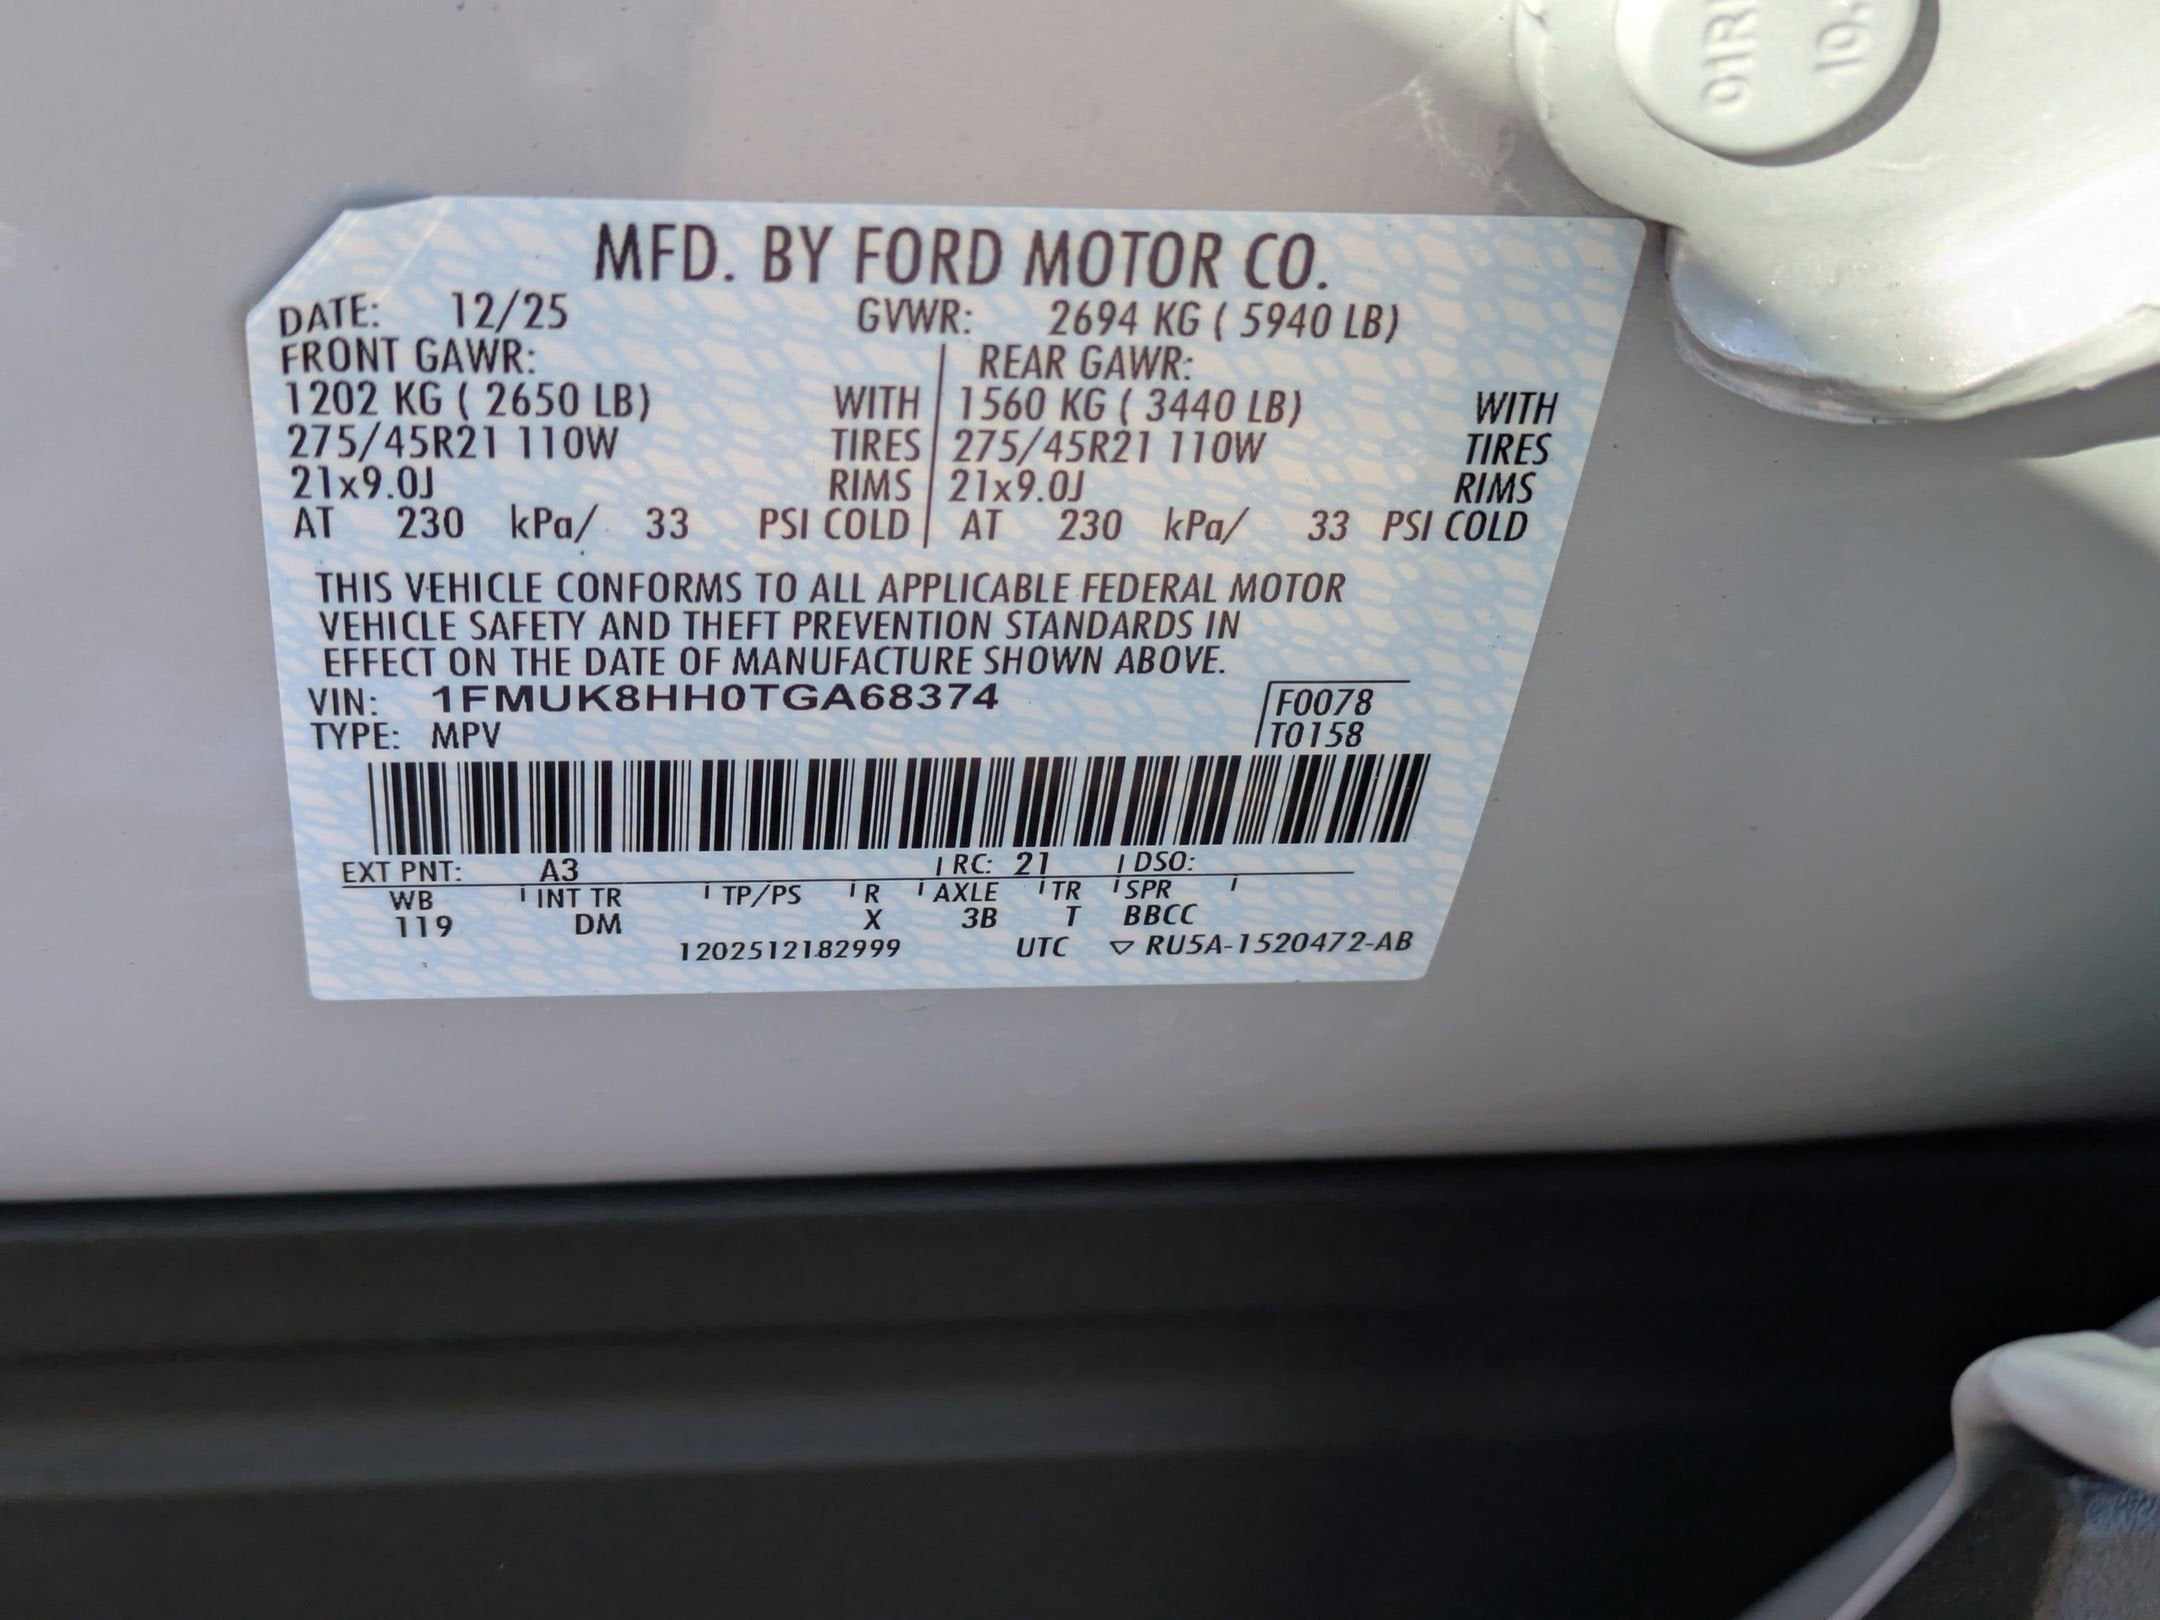 01R
10.
MFD. BY FORD MOTOR CO.
DATE: 12/25 GVWR: 2694 KG ( 5940 LB)
FRONT GAWR: REAR GAWR:
1202 KG ( 2650 LB) WITH 1560 KG ( 3440 LB) WITH
275/45R21 110W TIRES 275/45R21 110W TIRES
21x9.0J RIMS 21x9.0J RIMS
AT 230 kPa/ 33 PSI COLD AT 230 kPa/ 33 PSI COLD
THIS VEHICLE CONFORMS TO ALL APPLICABLE FEDERAL MOTOR
VEHICLE SAFETY AND THEFT PREVENTION STANDARDS IN
EFFECT ON THE DATE OF MANUFACTURE SHOWN ABOVE.
VIN: 1FMUK8HH0TGA68374 F0078
TYPE: MPV T0158
EXT PNT: A3 RC: 21 DSO:
WB INT TR TP/PS R AXLE TR SPR
119 DM X 3B T BBCC
1202512182999 UTC ▽ RU5A-1520472-AB